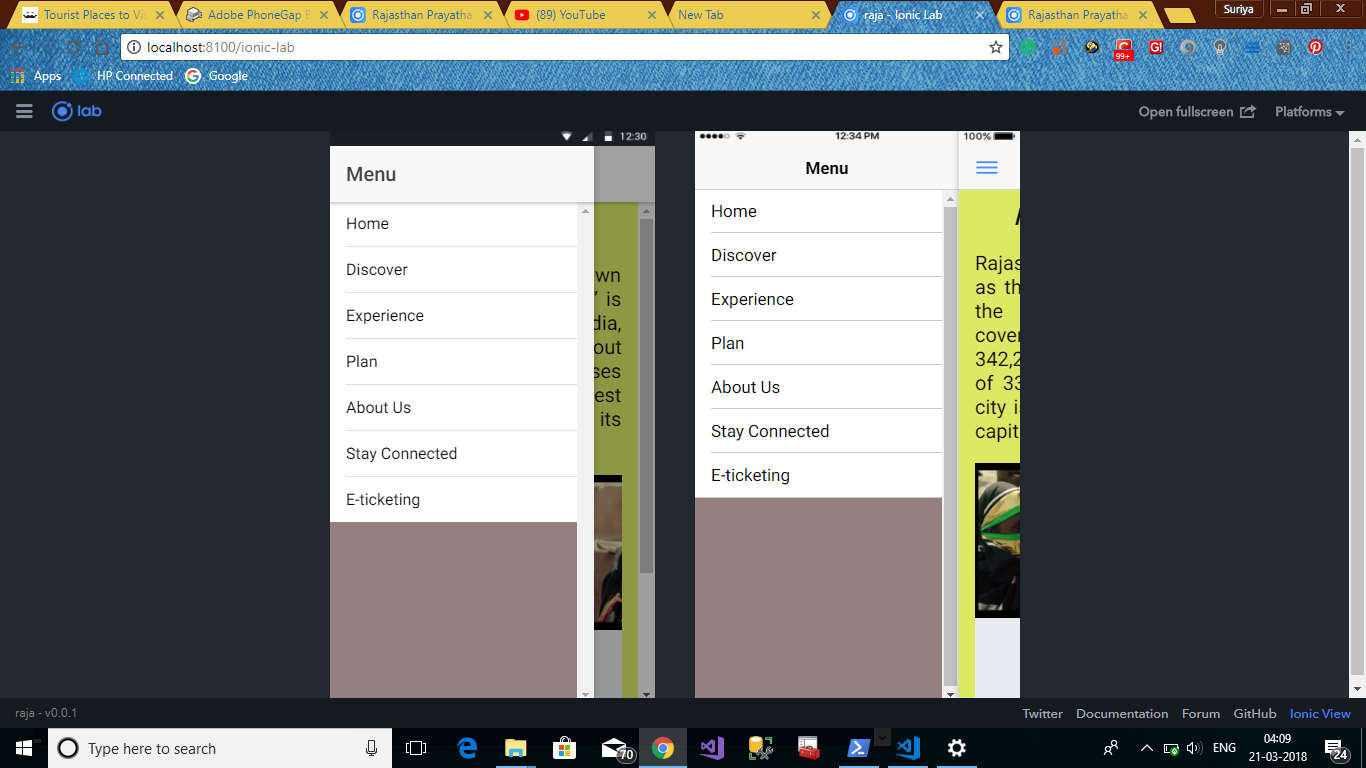 Tourist Places to Vi
Adobe PhoneGap B
Rajasthan Prayatha
(89) YouTube
New Tab
raja - Ionic Lab
Rajasthan Prayatha
Suriya
localhost:8100/ionic-lab
99+
Apps
HP Connected
Google
lab
Open fullscreen
Platforms
12:30
Menu
Home
Discover
Experience
Plan
About Us
Stay Connected
E-ticketing
wn
is
dia,
out
ses
est
its
12:34 PM
100%
Menu
Home
Discover
Experience
Plan
About Us
Stay Connected
E-ticketing
Rajas
as th
the
cover
342,2
of 33
city i
capit
raja - v0.0.1
Twitter
Documentation
Forum
GitHub
Ionic View
Type here to search
70
ENG
04:09
21-03-2018
24